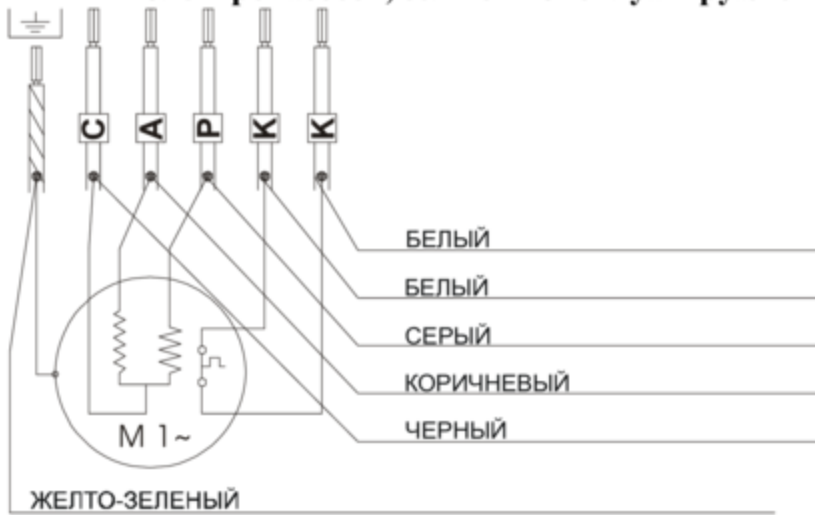 C A P K K
БЕЛЫЙ
БЕЛЫЙ
СЕРЫЙ
КОРИЧНЕВЫЙ
ЧЕРНЫЙ
M 1~
ЖЕЛТО-ЗЕЛЕНЫЙ